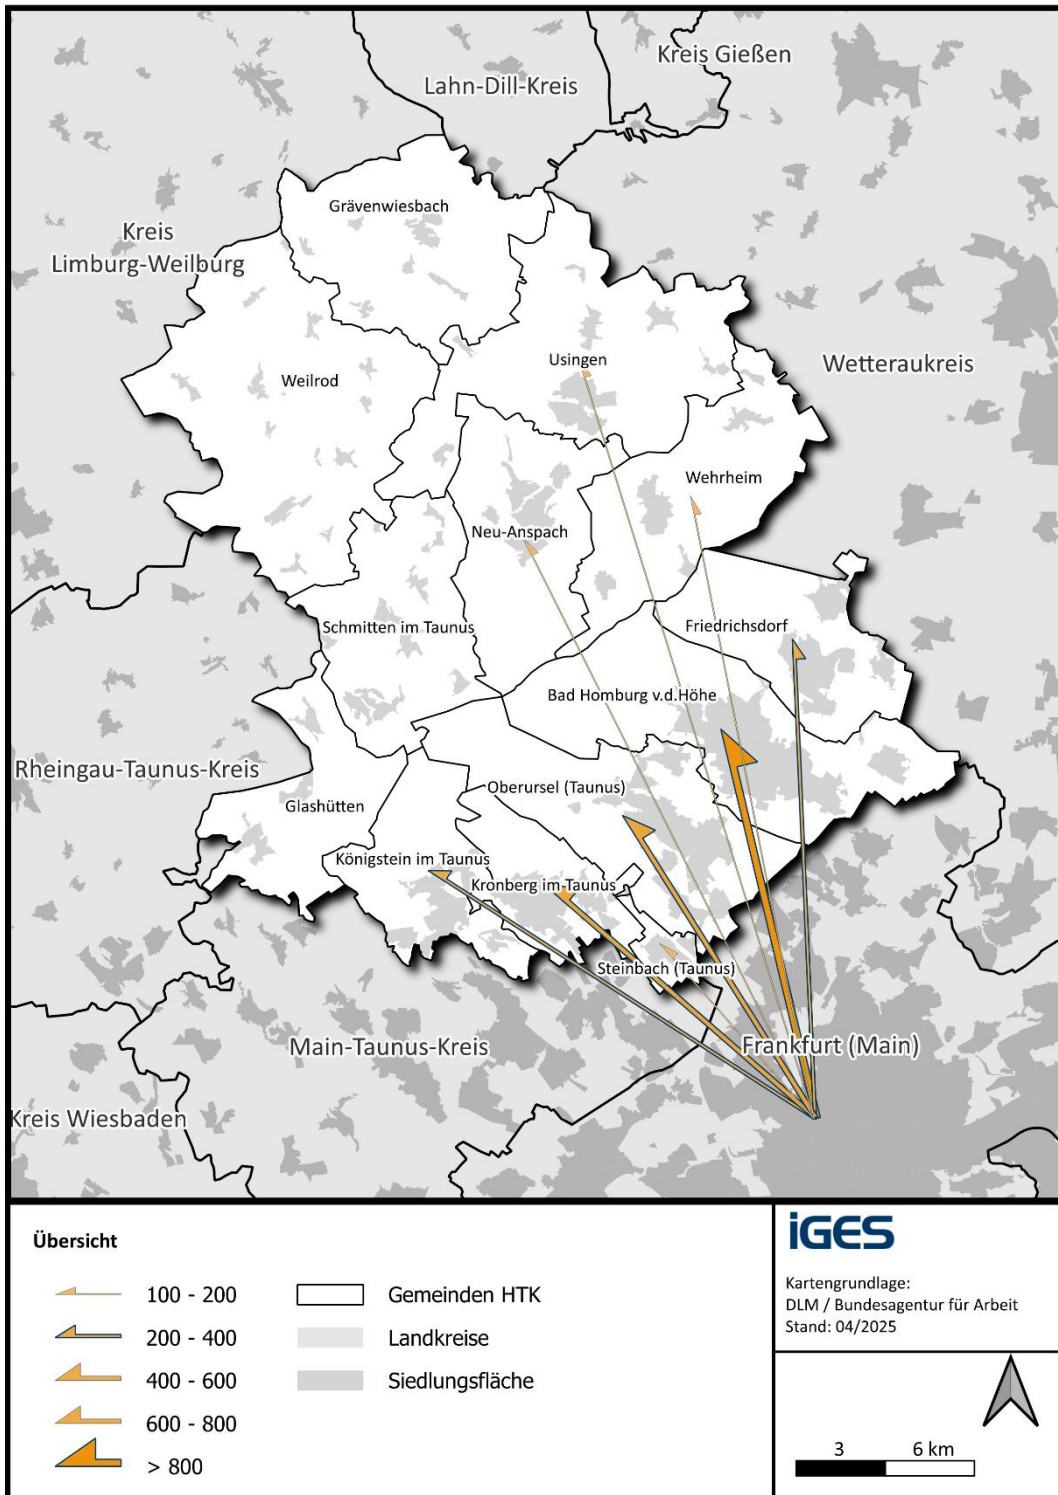 Kreis Gießen
Lahn-Dill-Kreis
Grävenwiesbach
Kreis
Limburg-Weilburg
Usingen
Wetteraukreis
Weilrod
Wehrheim
Neu-Anspach
Schmitten im Taunus
Friedrichsdorf
Bad Homburg v.d.Höhe
Rheingau-Taunus-Kreis
Oberursel (Taunus)
Glashütten
Königstein im Taunus
Kronberg im Taunus
Steinbach (Taunus)
Main-Taunus-Kreis
Frankfurt (Main)
Kreis Wiesbaden
Übersicht
100 - 200
200 - 400
400 - 600
600 - 800
> 800
Gemeinden HTK
Landkreise
Siedlungsfläche
iGES
Kartengrundlage:
DLM / Bundesagentur für Arbeit
Stand: 04/2025
3 6 km